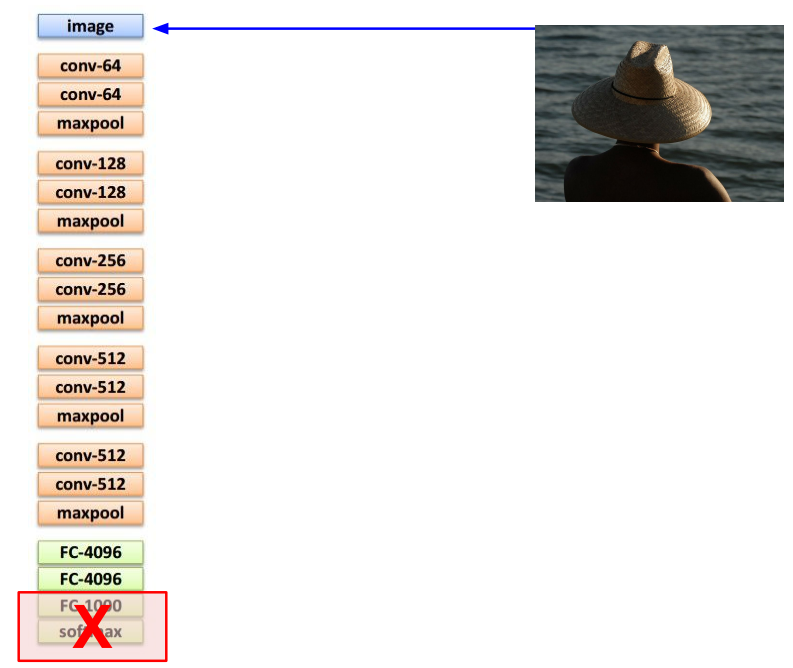 image
conv-64
conv-64
maxpool
conv-128
conv-128
maxpool
conv-256
conv-256
maxpool
conv-512
conv-512
maxpool
conv-512
conv-512
maxpool
FC-4096
FC-4096
FC-1000
softmax
X